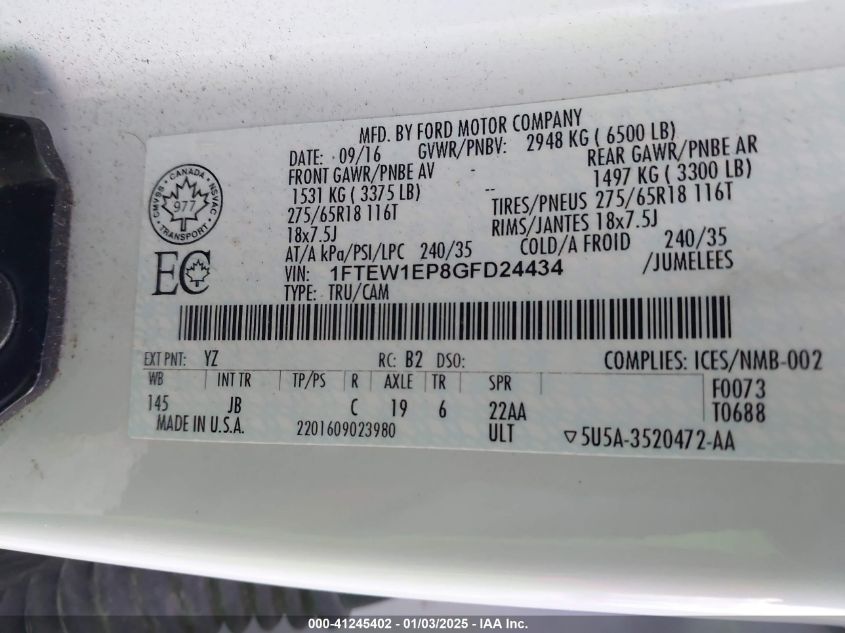 MFD. BY FORD MOTOR COMPANY
DATE: 09/16 GVWR/PNBV: 2948 KG ( 6500 LB)
FRONT GAWR/PNBE AV REAR GAWR/PNBE AR
1531 KG ( 3375 LB) -- 1497 KG ( 3300 LB)
275/65R18 116T TIRES/PNEUS 275/65R18 116T
18x7.5J RIMS/JANTES 18x7.5J
AT/A kPa/PSI/LPC 240/35 COLD/A FROID 240/35
VIN: 1FTEW1EP8GFD24434 /JUMELEES
TYPE: TRU/CAM
CANADA
CMVSS 977 NSVAC
TRANSPORT
EC
EXT PNT: YZ RC: B2 DSO: COMPLIES: ICES/NMB-002
WB INT TR TP/PS R AXLE TR SPR F0073
145 JB C 19 6 22AA T0688
MADE IN U.S.A. 2201609023980 ULT ▽5U5A-3520472-AA
000-41245402 - 01/03/2025 - IAA Inc.